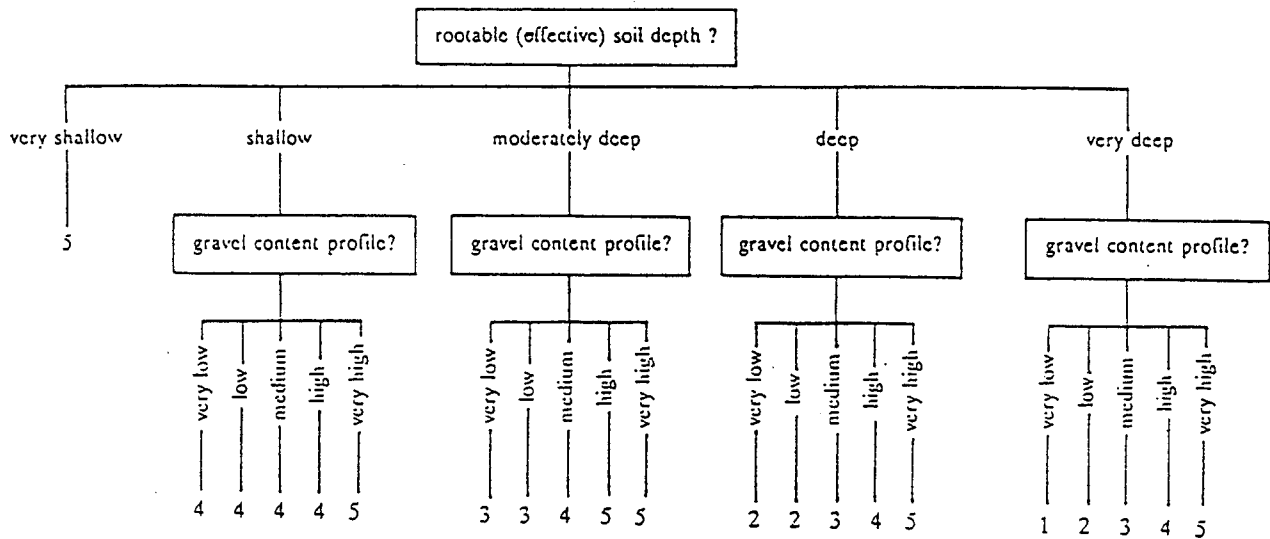 rootable (effective) soil depth ?
very shallow shallow moderately deep deep very deep
5
gravel content profile? gravel content profile? gravel content profile? gravel content profile?
very low low medium high very high very low low medium high very high very low low medium high very high very low low medium high very high
4 4 4 4 5 3 3 4 5 5 2 2 3 4 5 1 2 3 4 5